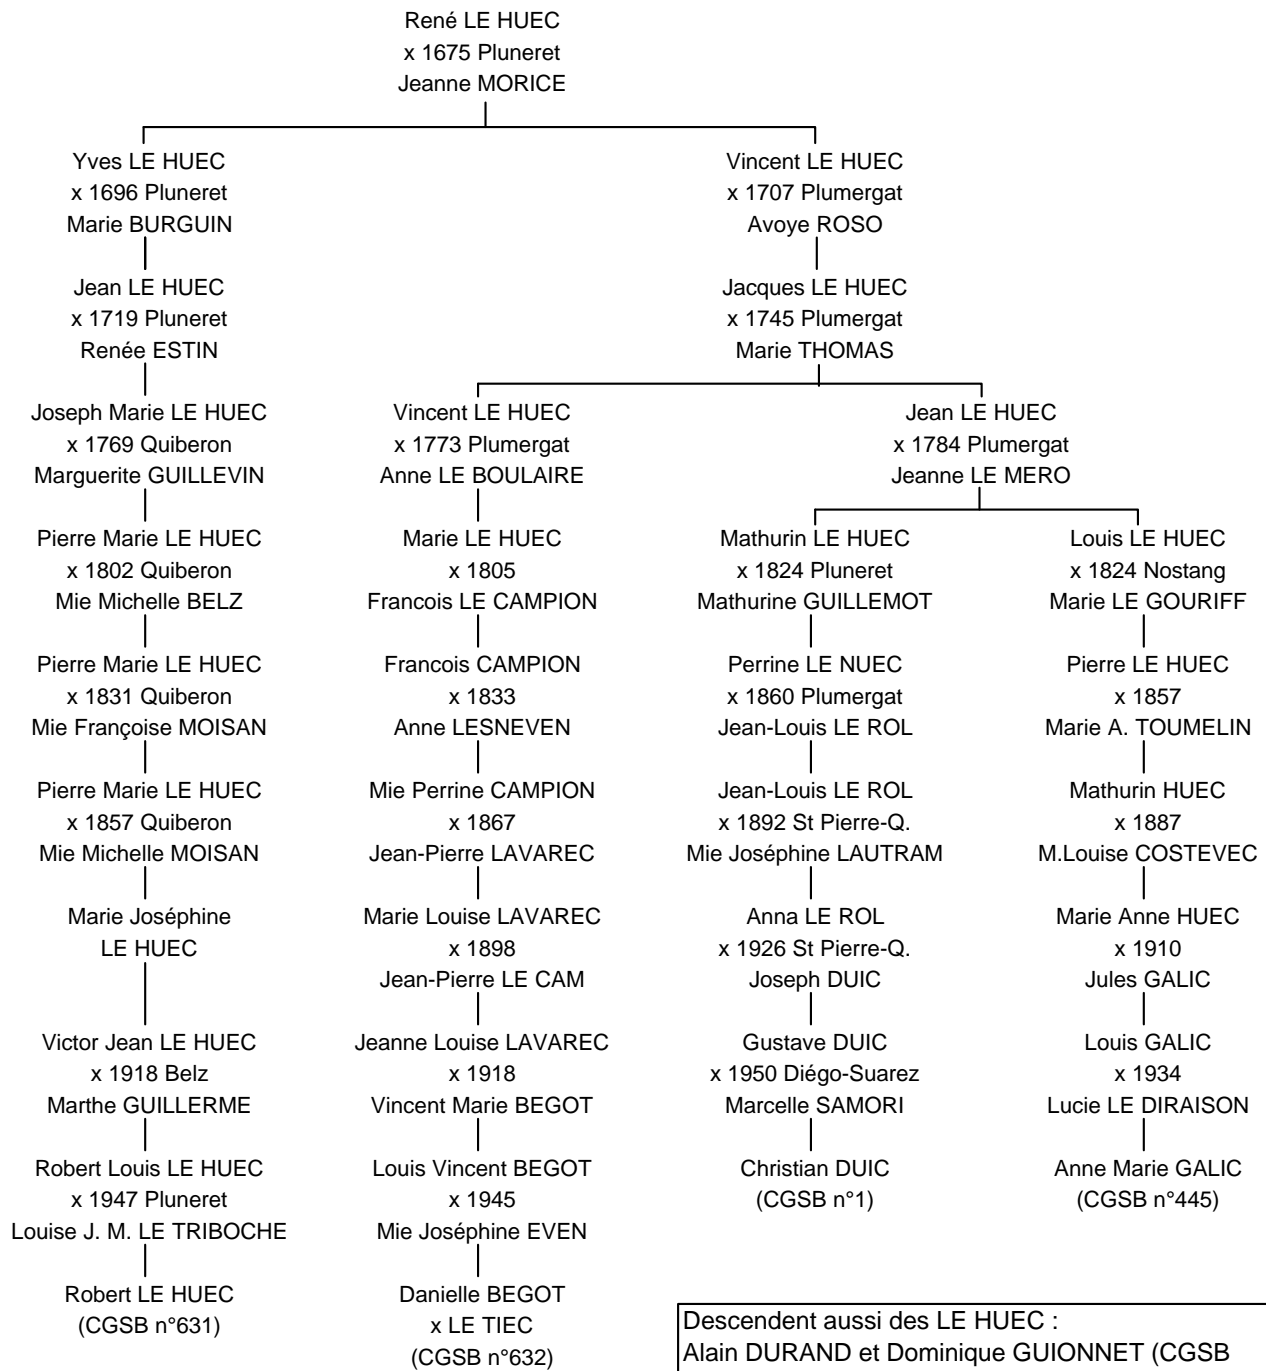 René LE HUEC
x 1675 Pluneret
Jeanne MORICE
Yves LE HUEC
x 1696 Pluneret
Marie BURGUIN
Vincent LE HUEC
x 1707 Plumergat
Avoye ROSO
Jean LE HUEC
x 1719 Pluneret
Renée ESTIN
Jacques LE HUEC
x 1745 Plumergat
Marie THOMAS
Joseph Marie LE HUEC
x 1769 Quiberon
Marguerite GUILLEVIN
Vincent LE HUEC
x 1773 Plumergat
Anne LE BOULAIRE
Jean LE HUEC
x 1784 Plumergat
Jeanne LE MERO
Pierre Marie LE HUEC
x 1802 Quiberon
Mie Michelle BELZ
Marie LE HUEC
x 1805
Francois LE CAMPION
Mathurin LE HUEC
x 1824 Pluneret
Mathurine GUILLEMOT
Louis LE HUEC
x 1824 Nostang
Marie LE GOURIFF
Pierre Marie LE HUEC
x 1831 Quiberon
Mie Françoise MOISAN
Francois CAMPION
x 1833
Anne LESNEVEN
Perrine LE NUEC
x 1860 Plumergat
Jean-Louis LE ROL
Pierre LE HUEC
x 1857
Marie A. TOUMELIN
Pierre Marie LE HUEC
x 1857 Quiberon
Mie Michelle MOISAN
Mie Perrine CAMPION
x 1867
Jean-Pierre LAVAREC
Jean-Louis LE ROL
x 1892 St Pierre-Q.
Mie Joséphine LAUTRAM
Mathurin HUEC
x 1887
M.Louise COSTEVEC
Marie Joséphine
LE HUEC
Marie Louise LAVAREC
x 1898
Jean-Pierre LE CAM
Anna LE ROL
x 1926 St Pierre-Q.
Joseph DUIC
Marie Anne HUEC
x 1910
Jules GALIC
Victor Jean LE HUEC
x 1918 Belz
Marthe GUILLERME
Jeanne Louise LAVAREC
x 1918
Vincent Marie BEGOT
Gustave DUIC
x 1950 Diégo-Suarez
Marcelle SAMORI
Louis GALIC
x 1934
Lucie LE DIRAISON
Robert Louis LE HUEC
x 1947 Pluneret
Louise J. M. LE TRIBOCHE
Louis Vincent BEGOT
x 1945
Mie Joséphine EVEN
Christian DUIC
(CGSB n°1)
Anne Marie GALIC
(CGSB n°445)
Robert LE HUEC
(CGSB n°631)
Danielle BEGOT
x LE TIEC
(CGSB n°632)
Descendent aussi des LE HUEC :
Alain DURAND et Dominique GUIONNET (CGSB